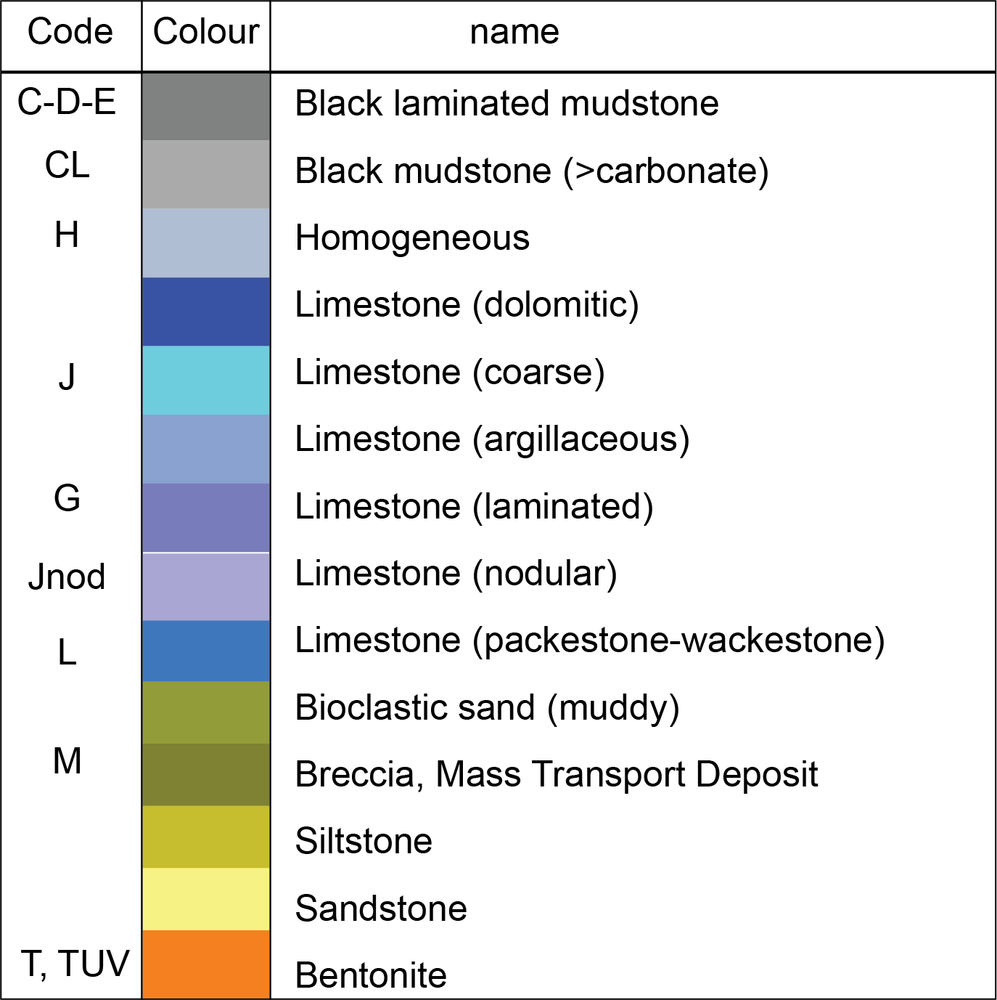 Code Colour name
C-D-E Black laminated mudstone
CL Black mudstone (>carbonate)
H Homogeneous
Limestone (dolomitic)
J Limestone (coarse)
Limestone (argillaceous)
G Limestone (laminated)
Jnod Limestone (nodular)
L Limestone (packestone-wackestone)
Bioclastic sand (muddy)
M Breccia, Mass Transport Deposit
Siltstone
Sandstone
T, TUV Bentonite